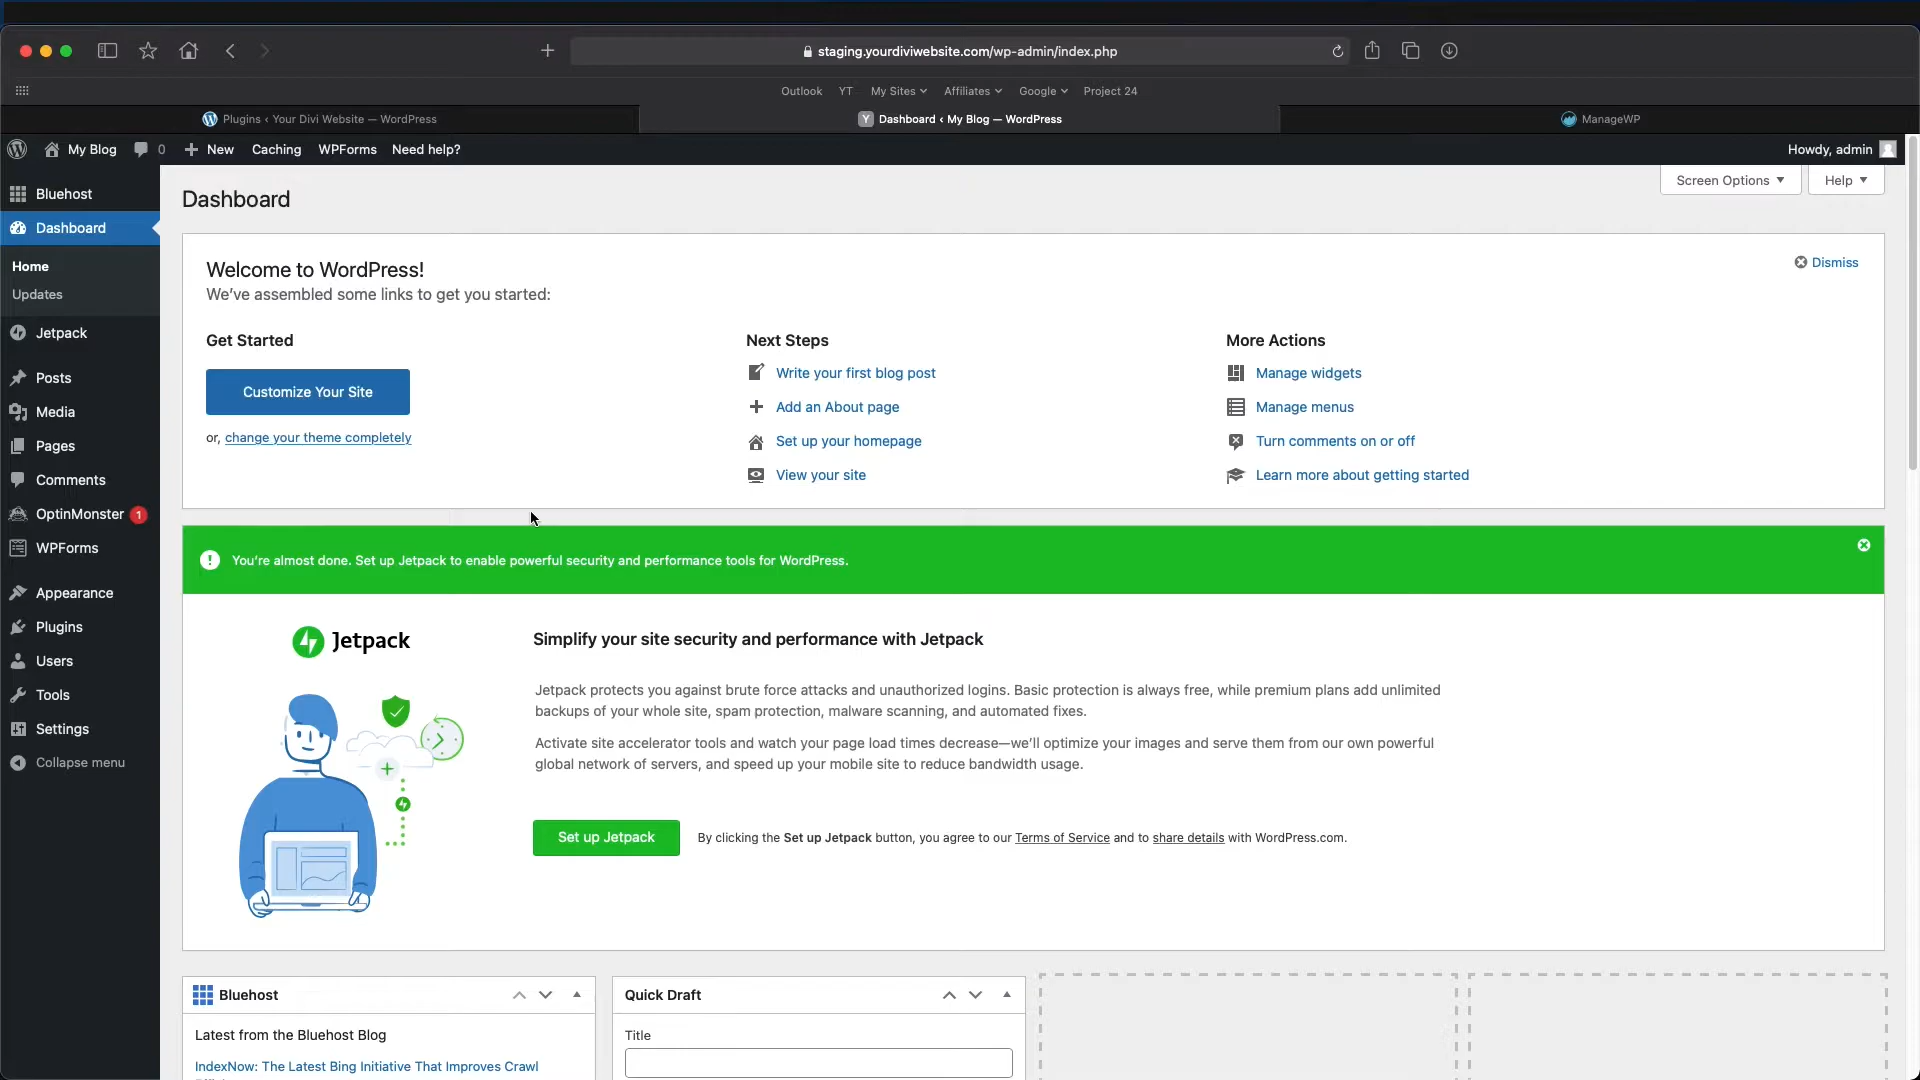 staging.yourdiviwebsite.com/wp-admin/index.php
Outlook YT My Sites Affiliates Google Project 24
Plugins ‹ Your Divi Website — WordPress
Y Dashboard ‹ My Blog — WordPress
ManageWP
My Blog 0 New Caching WPForms Need help?
Howdy, admin
Bluehost
Dashboard
Home
Updates
Jetpack
Posts
Media
Pages
Comments
OptinMonster 1
WPForms
Appearance
Plugins
Users
Tools
Settings
Collapse menu
Dashboard
Screen Options
Help
Welcome to WordPress!
We've assembled some links to get you started:
Dismiss
Get Started
Customize Your Site
or, change your theme completely
Next Steps
Write your first blog post
Add an About page
Set up your homepage
View your site
More Actions
Manage widgets
Manage menus
Turn comments on or off
Learn more about getting started
You're almost done. Set up Jetpack to enable powerful security and performance tools for WordPress.
Jetpack
Simplify your site security and performance with Jetpack
Jetpack protects you against brute force attacks and unauthorized logins. Basic protection is always free, while premium plans add unlimited
backups of your whole site, spam protection, malware scanning, and automated fixes.
Activate site accelerator tools and watch your page load times decrease—we'll optimize your images and serve them from our own powerful
global network of servers, and speed up your mobile site to reduce bandwidth usage.
Set up Jetpack
By clicking the Set up Jetpack button, you agree to our Terms of Service and to share details with WordPress.com.
Bluehost
Latest from the Bluehost Blog
IndexNow: The Latest Bing Initiative That Improves Crawl
Quick Draft
Title